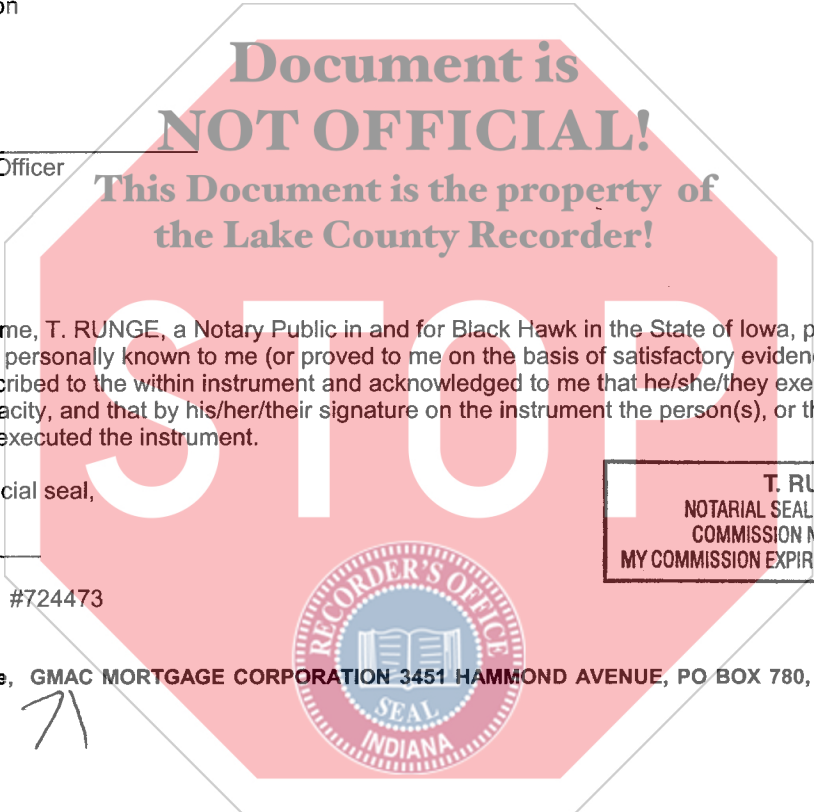 on
Document is
NOT OFFICIAL!
Officer
This Document is the property of
the Lake County Recorder!
STOP
me, T. RUNGE, a Notary Public in and for Black Hawk in the State of Iowa, p
personally known to me (or proved to me on the basis of satisfactory eviden
cribed to the within instrument and acknowledged to me that he/she/they exe
acity, and that by his/her/their signature on the instrument the person(s), or th
executed the instrument.
cial seal,
T. RU
NOTARIAL SEAL
COMMISSION N
MY COMMISSION EXPIR
#724473
RECORDER'S OFFICE
SEAL
INDIANA
e, GMAC MORTGAGE CORPORATION 3451 HAMMOND AVENUE, PO BOX 780,